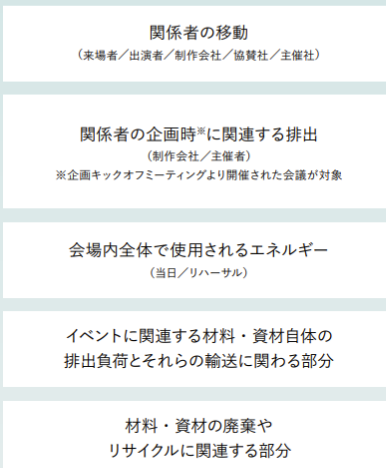 関係者の移動
（来場者／出演者／制作会社／協賛社／主催社）
関係者の企画時※に関連する排出
（制作会社／主催者）
※企画キックオフミーティングより開催された会議が対象
会場内全体で使用されるエネルギー
（当日／リハーサル）
イベントに関連する材料・資材自体の
排出負荷とそれらの輸送に関わる部分
材料・資材の廃棄や
リサイクルに関連する部分